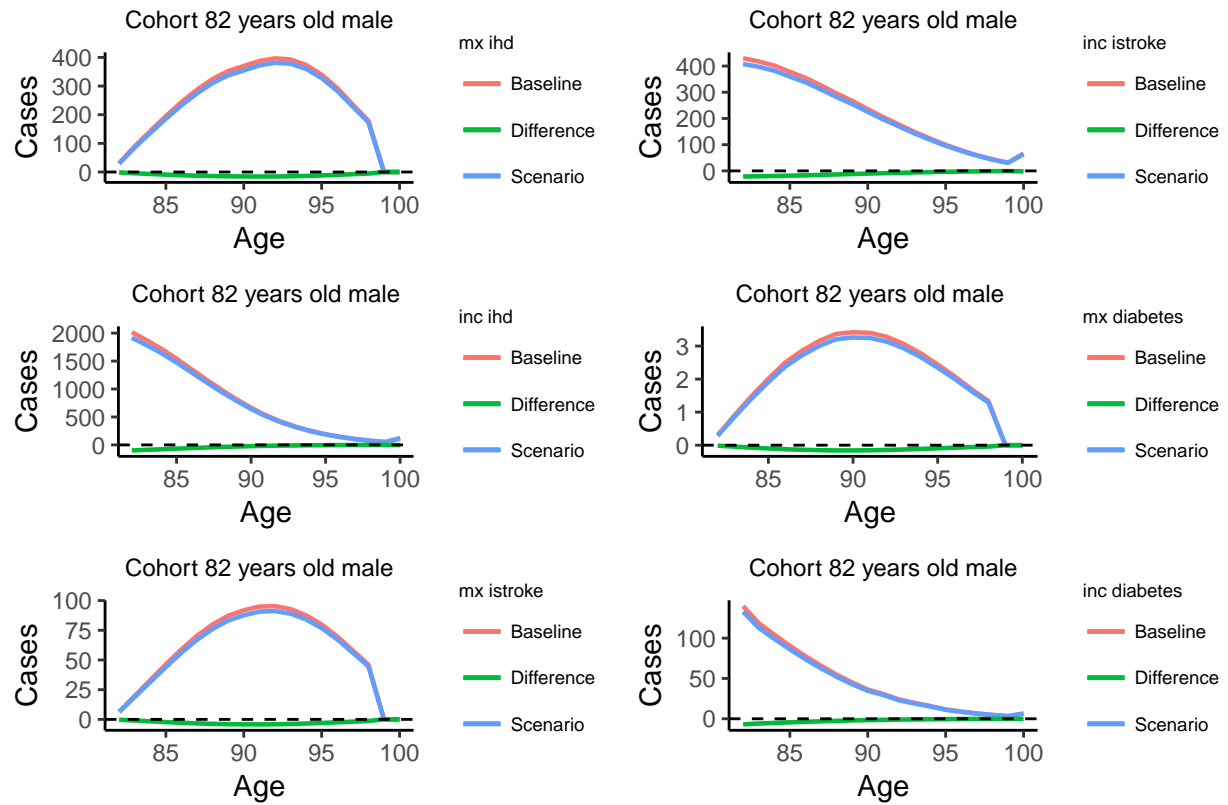 Cohort 82 years old male
mx ihd
Baseline
Difference
Scenario
Cases
400
300
200
100
0
85 90 95 100
Age
Cohort 82 years old male
inc istroke
Baseline
Difference
Scenario
Cases
400
300
200
100
0
85 90 95 100
Age
Cohort 82 years old male
inc ihd
Baseline
Difference
Scenario
Cases
2000
1500
1000
500
0
85 90 95 100
Age
Cohort 82 years old male
mx diabetes
Baseline
Difference
Scenario
Cases
3
2
1
0
85 90 95 100
Age
Cohort 82 years old male
mx istroke
Baseline
Difference
Scenario
Cases
100
75
50
25
0
85 90 95 100
Age
Cohort 82 years old male
inc diabetes
Baseline
Difference
Scenario
Cases
100
50
0
85 90 95 100
Age